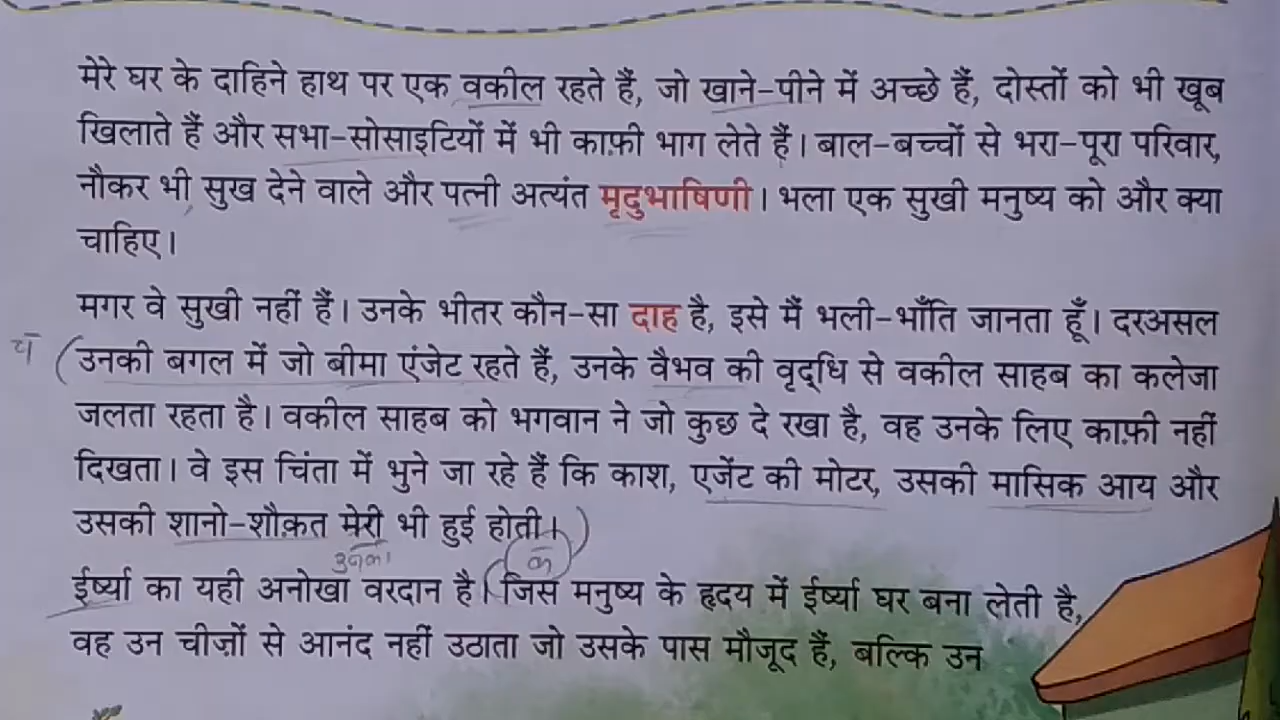 मेरे घर के दाहिने हाथ पर एक वकील रहते हैं, जो खाने-पीने में अच्छे हैं, दोस्तों को भी खूब
खिलाते हैं और सभा-सोसाइटियों में भी काफ़ी भाग लेते हैं। बाल-बच्चों से भरा-पूरा परिवार,
नौकर भी सुख देने वाले और पत्नी अत्यंत मृदुभाषिणी। भला एक सुखी मनुष्य को और क्या
चाहिए।
मगर वे सुखी नहीं हैं। उनके भीतर कौन-सा दाह है, इसे मैं भली-भाँति जानता हूँ। दरअसल
उनकी बगल में जो बीमा एंजेट रहते हैं, उनके वैभव की वृद्धि से वकील साहब का कलेजा
जलता रहता है। वकील साहब को भगवान ने जो कुछ दे रखा है, वह उनके लिए काफ़ी नहीं
दिखता। वे इस चिंता में भुने जा रहे हैं कि काश, एजेंट की मोटर, उसकी मासिक आय और
उसकी शानो-शौक़त मेरी भी हुई होती।
ईर्ष्या का यही अनोखा वरदान है। जिस मनुष्य के हृदय में ईर्ष्या घर बना लेती है,
वह उन चीज़ों से आनंद नहीं उठाता जो उसके पास मौजूद हैं, बल्कि उन